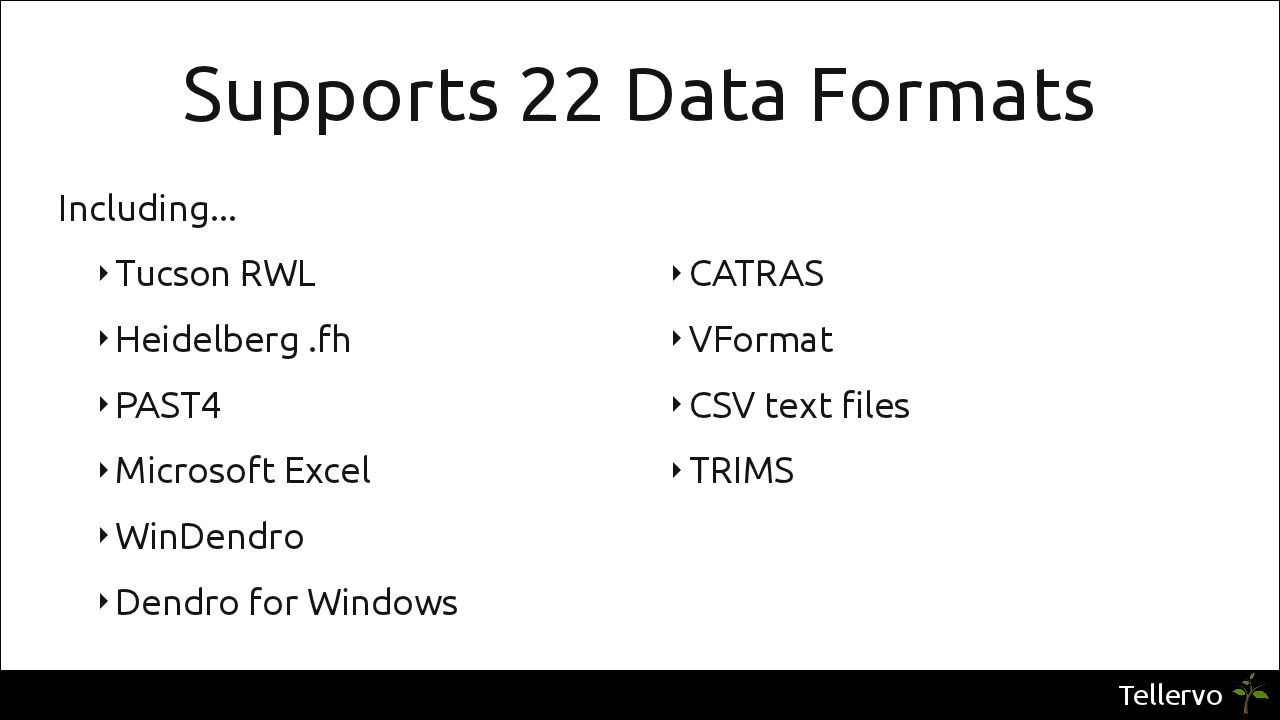 Supports 22 Data Formats
Including...
Tucson RWL
Heidelberg .fh
PAST4
Microsoft Excel
WinDendro
Dendro for Windows
CATRAS
VFormat
CSV text files
TRIMS
Tellervo